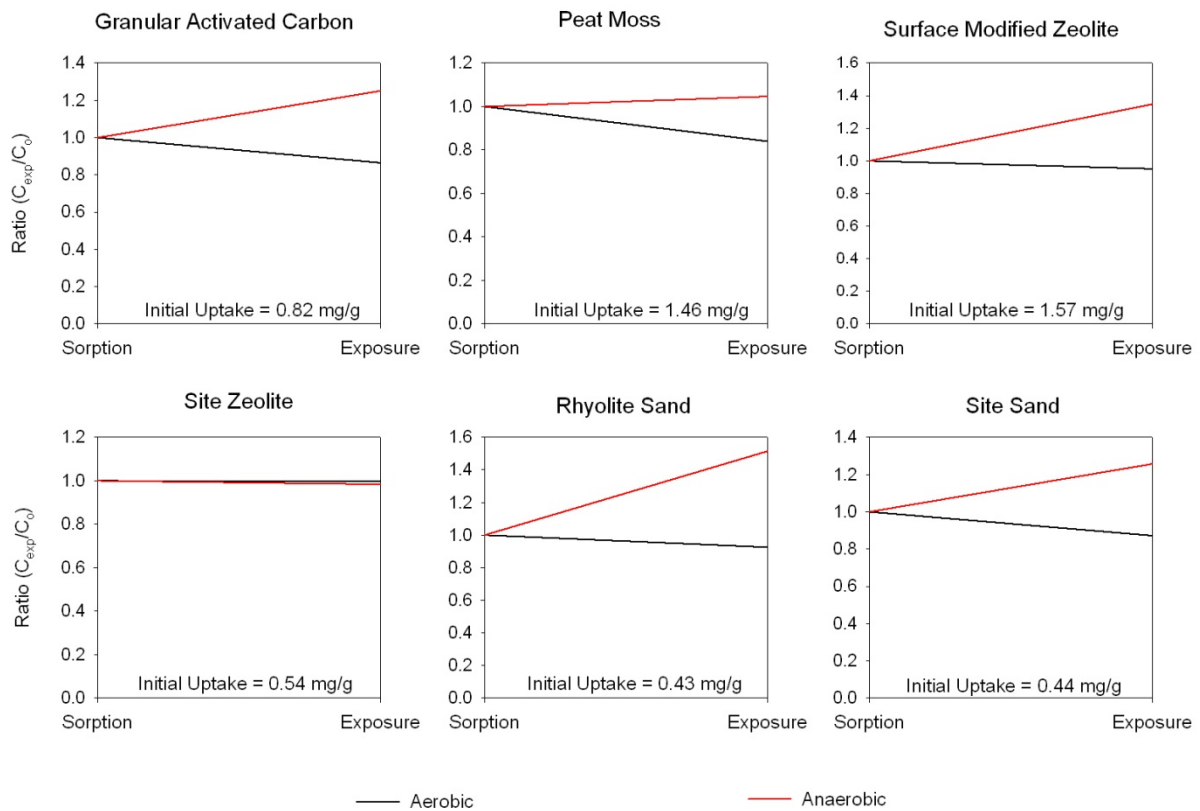 Granular Activated Carbon
Peat Moss
Surface Modified Zeolite
Ratio (Cexp/Co)
1.4
1.2
1.0
0.8
0.6
0.4
0.2
0.0
Initial Uptake = 0.82 mg/g
Sorption
Exposure
1.2
1.0
0.8
0.6
0.4
0.2
0.0
Initial Uptake = 1.46 mg/g
Sorption
Exposure
1.6
1.4
1.2
1.0
0.8
0.6
0.4
0.2
0.0
Initial Uptake = 1.57 mg/g
Sorption
Exposure
Site Zeolite
Rhyolite Sand
Site Sand
Ratio (Cexp/Co)
1.2
1.0
0.8
0.6
0.4
0.2
0.0
Initial Uptake = 0.54 mg/g
Sorption
Exposure
1.6
1.4
1.2
1.0
0.8
0.6
0.4
0.2
0.0
Initial Uptake = 0.43 mg/g
Sorption
Exposure
1.4
1.2
1.0
0.8
0.6
0.4
0.2
0.0
Initial Uptake = 0.44 mg/g
Sorption
Exposure
Aerobic
Anaerobic